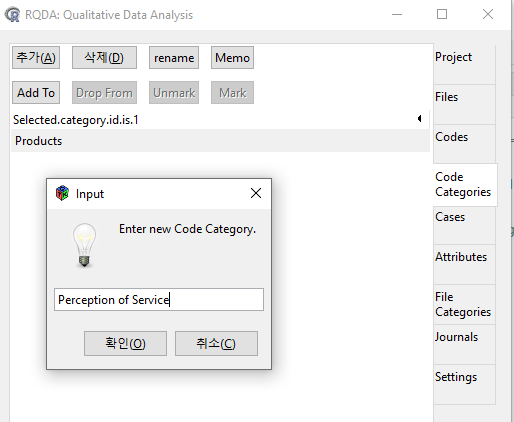 RQDA: Qualitative Data Analysis
추가(A) 삭제(D) rename Memo
Add To Drop From Unmark Mark
Selected.category.id.is.1
Products
Input
Enter new Code Category.
Perception of Service
확인(O) 취소(C)
Project
Files
Codes
Code
Categories
Cases
Attributes
File
Categories
Journals
Settings